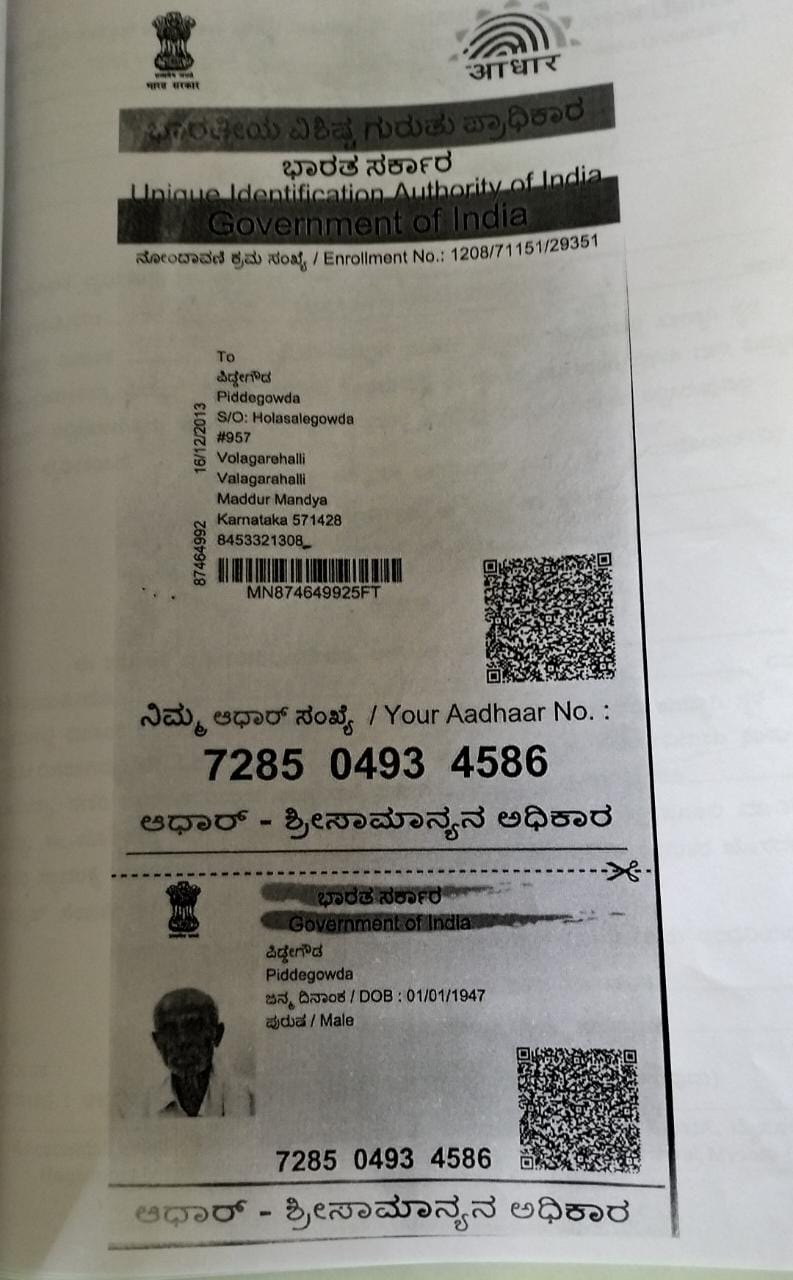 भारत सरकार
आधार
ಭಾರತೀಯ ವಿಶಿಷ್ಟ ಗುರುತು ಪ್ರಾಧಿಕಾರ
ಭಾರತ ಸರ್ಕಾರ
Unique Identification Authority of India
Government of India
ನೋಂದಾವಣಿ ಕ್ರಮ ಸಂಖ್ಯೆ / Enrollment No.: 1208/71151/29351
To
ಪಿಡ್ಡೇಗೌಡ
Piddegowda
S/O: Holasalegowda
#957
Volagarehalli
Valagarahalli
Maddur Mandya
Karnataka 571428
8453321308
87464992 16/12/2013
MN874649925FT
ನಿಮ್ಮ ಆಧಾರ್ ಸಂಖ್ಯೆ / Your Aadhaar No. :
7285 0493 4586
ಆಧಾರ್ - ಶ್ರೀಸಾಮಾನ್ಯನ ಅಧಿಕಾರ
ಭಾರತ ಸರ್ಕಾರ
Government of India
ಪಿಡ್ಡೇಗೌಡ
Piddegowda
ಜನ್ಮ ದಿನಾಂಕ / DOB : 01/01/1947
ಪುರುಷ / Male
7285 0493 4586
ಆಧಾರ್ - ಶ್ರೀಸಾಮಾನ್ಯನ ಅಧಿಕಾರ